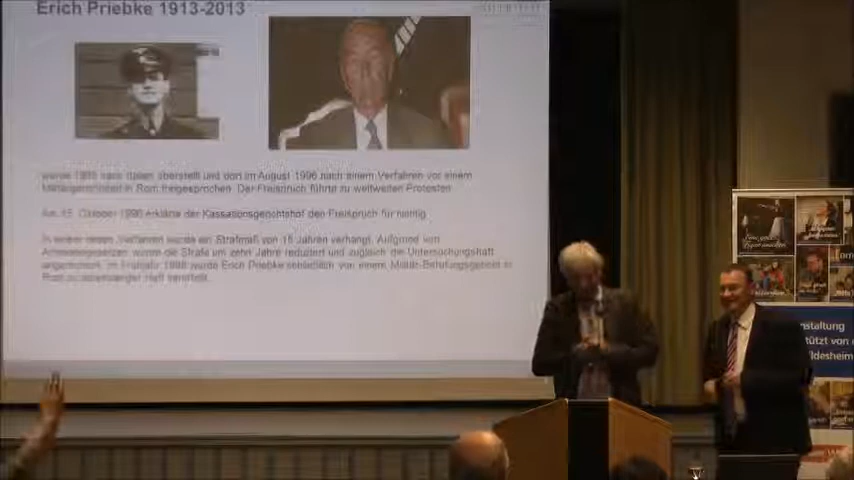 Erich Priebke 1913-2013
wurde 1995 nach Italien überstellt und dort im August 1996 nach einem Verfahren vor einem
Militärgericht in Rom freigesprochen. Der Freispruch führte zu weltweiten Protesten.
Am 15. Oktober 1996 erklärte der Kassationsgerichtshof den Freispruch für nichtig.
In einem neuen Verfahren wurde ein Strafmaß von 15 Jahren verhängt. Aufgrund von
Amnestiegesetzen wurde die Strafe um zehn Jahre reduziert und zugleich die Untersuchungshaft
angerechnet. Im Frühjahr 1998 wurde Erich Priebke schließlich von einem Militär-Berufungsgericht in
Rom zu lebenslanger Haft verurteilt.
nstaltung
tützt von
ildesheim